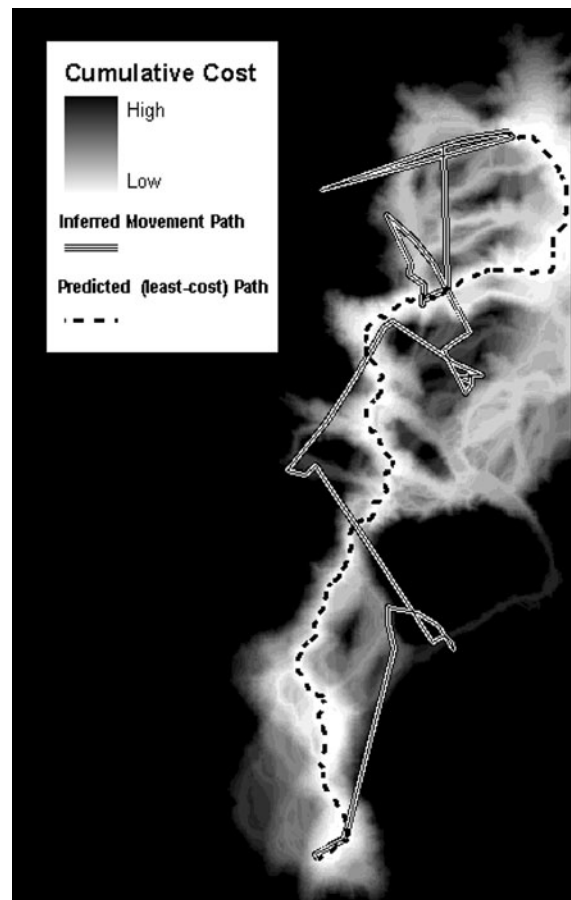 Cumulative Cost
High
Low
Inferred Movement Path
Predicted (least-cost) Path